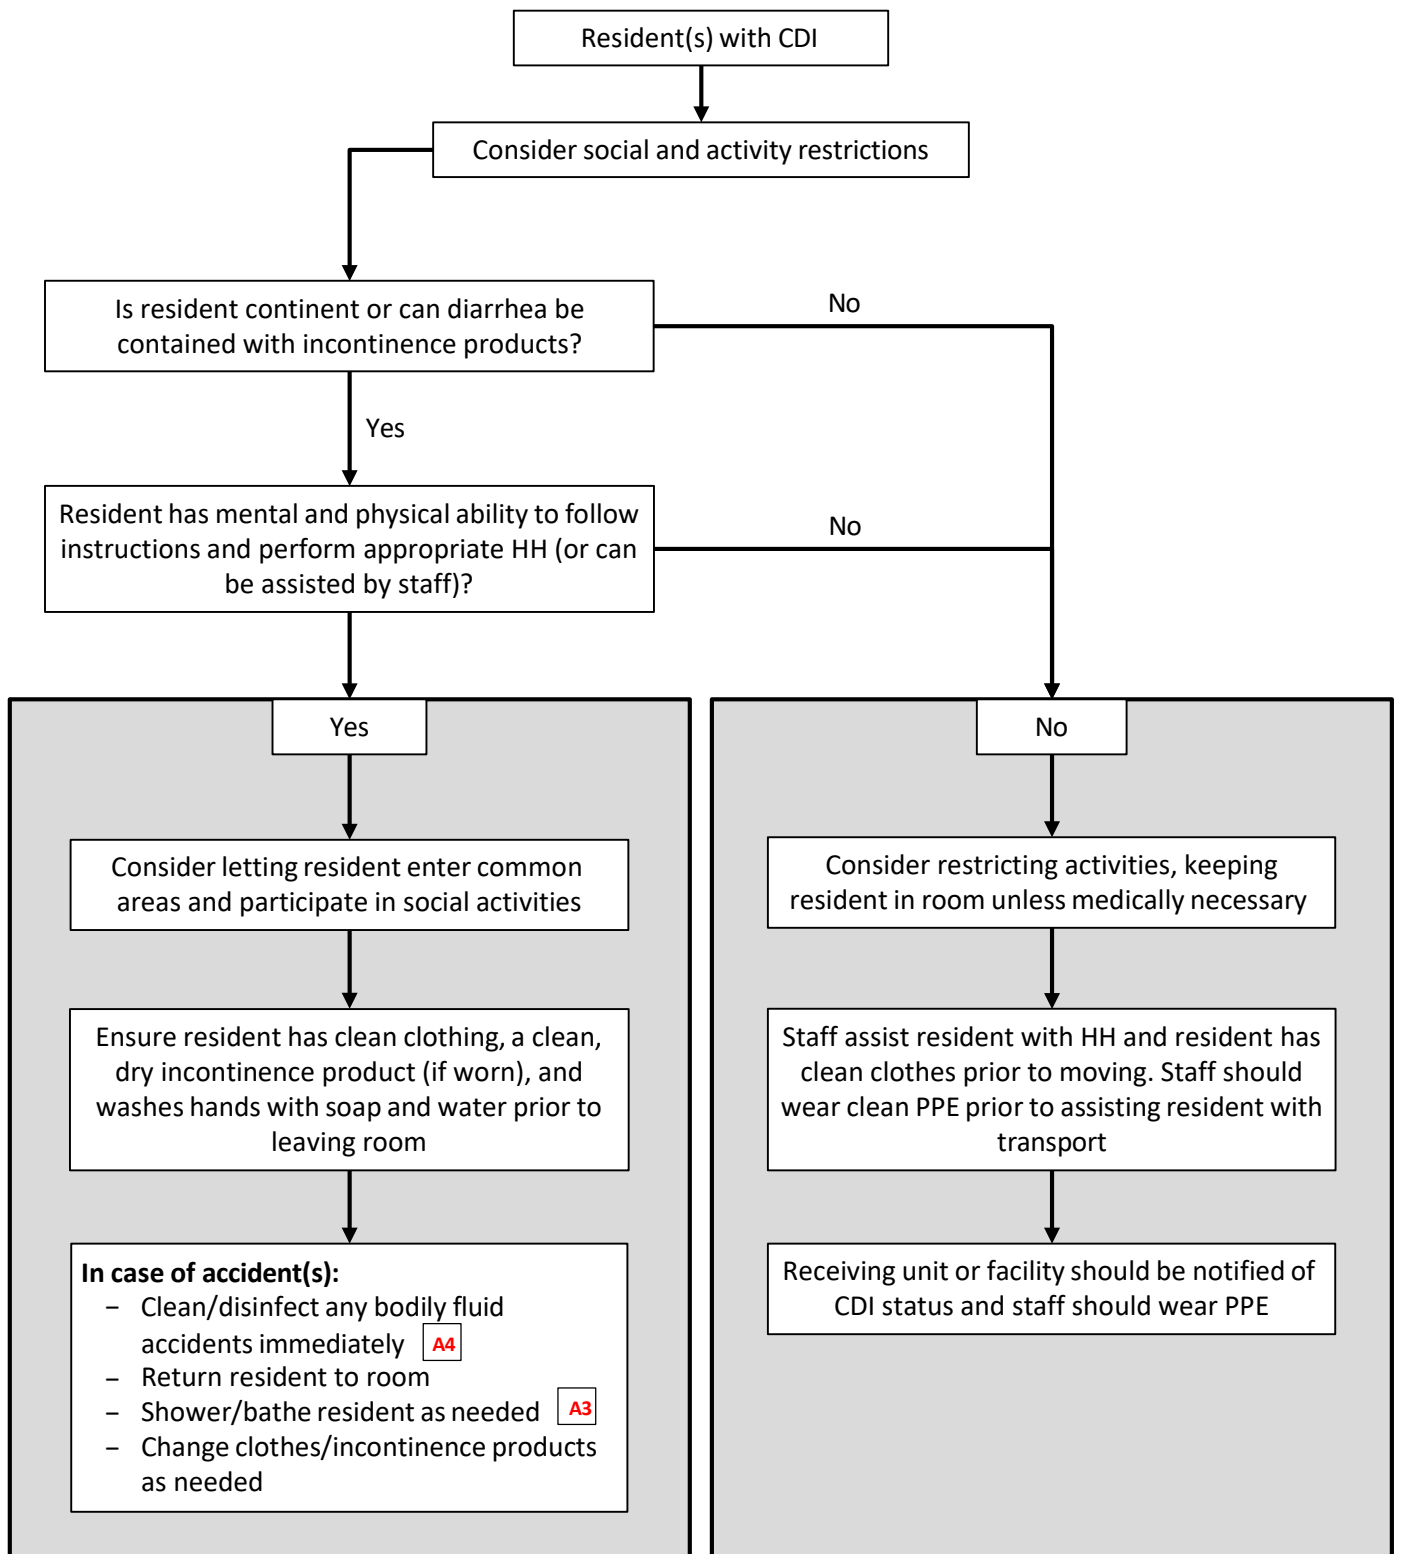 Resident(s) with CDI
Consider social and activity restrictions
Is resident continent or can diarrhea be
contained with incontinence products?
No
Yes
Resident has mental and physical ability to follow
instructions and perform appropriate HH (or can
be assisted by staff)?
No
Yes
Consider letting resident enter common
areas and participate in social activities
Ensure resident has clean clothing, a clean,
dry incontinence product (if worn), and
washes hands with soap and water prior to
leaving room
In case of accident(s):
– Clean/disinfect any bodily fluid
accidents immediately A4
– Return resident to room
– Shower/bathe resident as needed A3
– Change clothes/incontinence products
as needed
No
Consider restricting activities, keeping
resident in room unless medically necessary
Staff assist resident with HH and resident has
clean clothes prior to moving. Staff should
wear clean PPE prior to assisting resident with
transport
Receiving unit or facility should be notified of
CDI status and staff should wear PPE